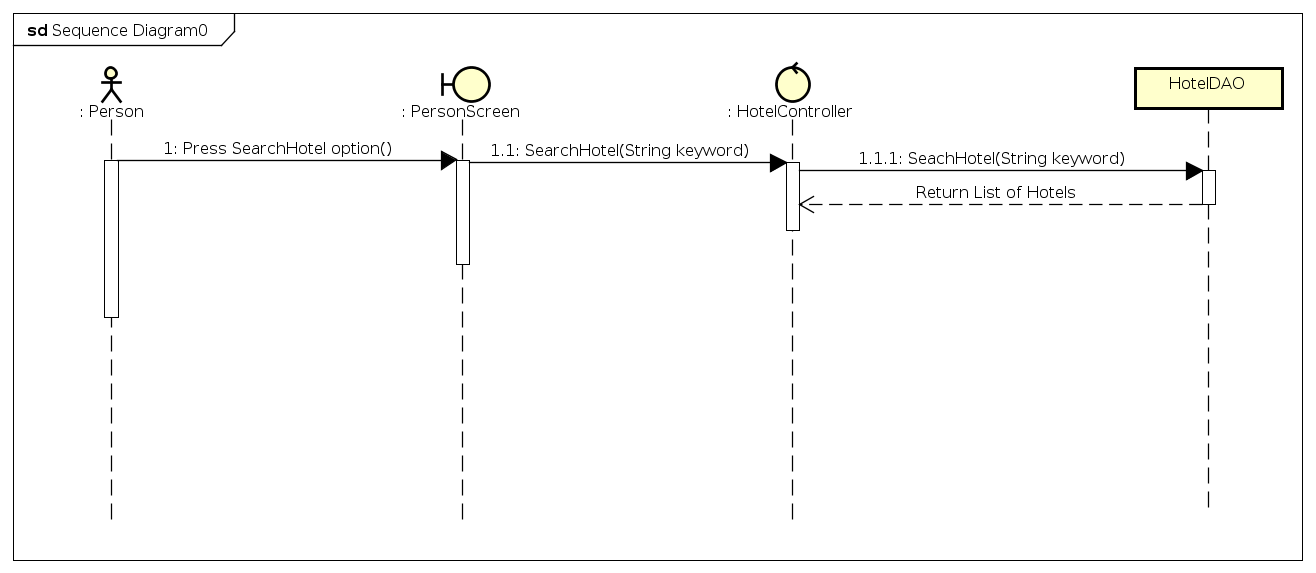 sd Sequence Diagram0
: Person
: PersonScreen
: HotelController
HotelDAO
1: Press SearchHotel option()
1.1: SearchHotel(String keyword)
1.1.1: SeachHotel(String keyword)
Return List of Hotels